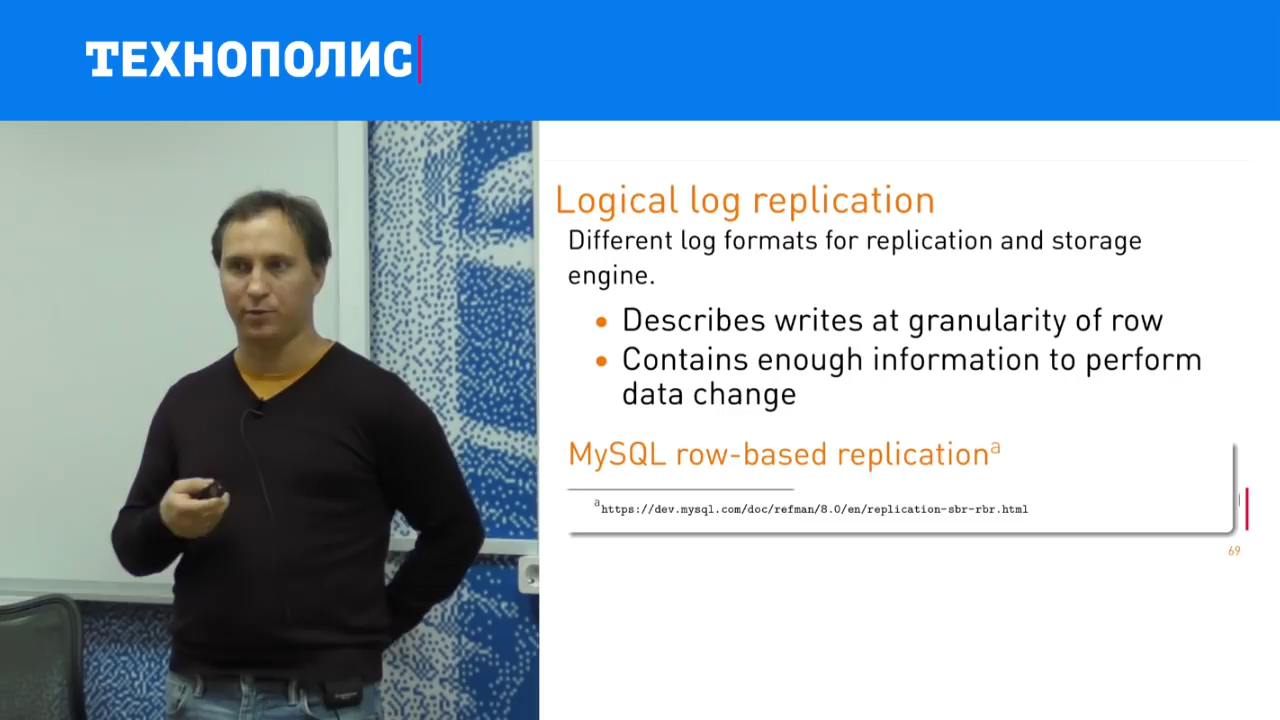 ТЕХНОПОЛИС
Logical log replication
Different log formats for replication and storage
engine.
• Describes writes at granularity of row
• Contains enough information to perform
data change
MySQL row-based replicationᵃ
ᵃhttps://dev.mysql.com/doc/refman/8.0/en/replication-sbr-rbr.html
69